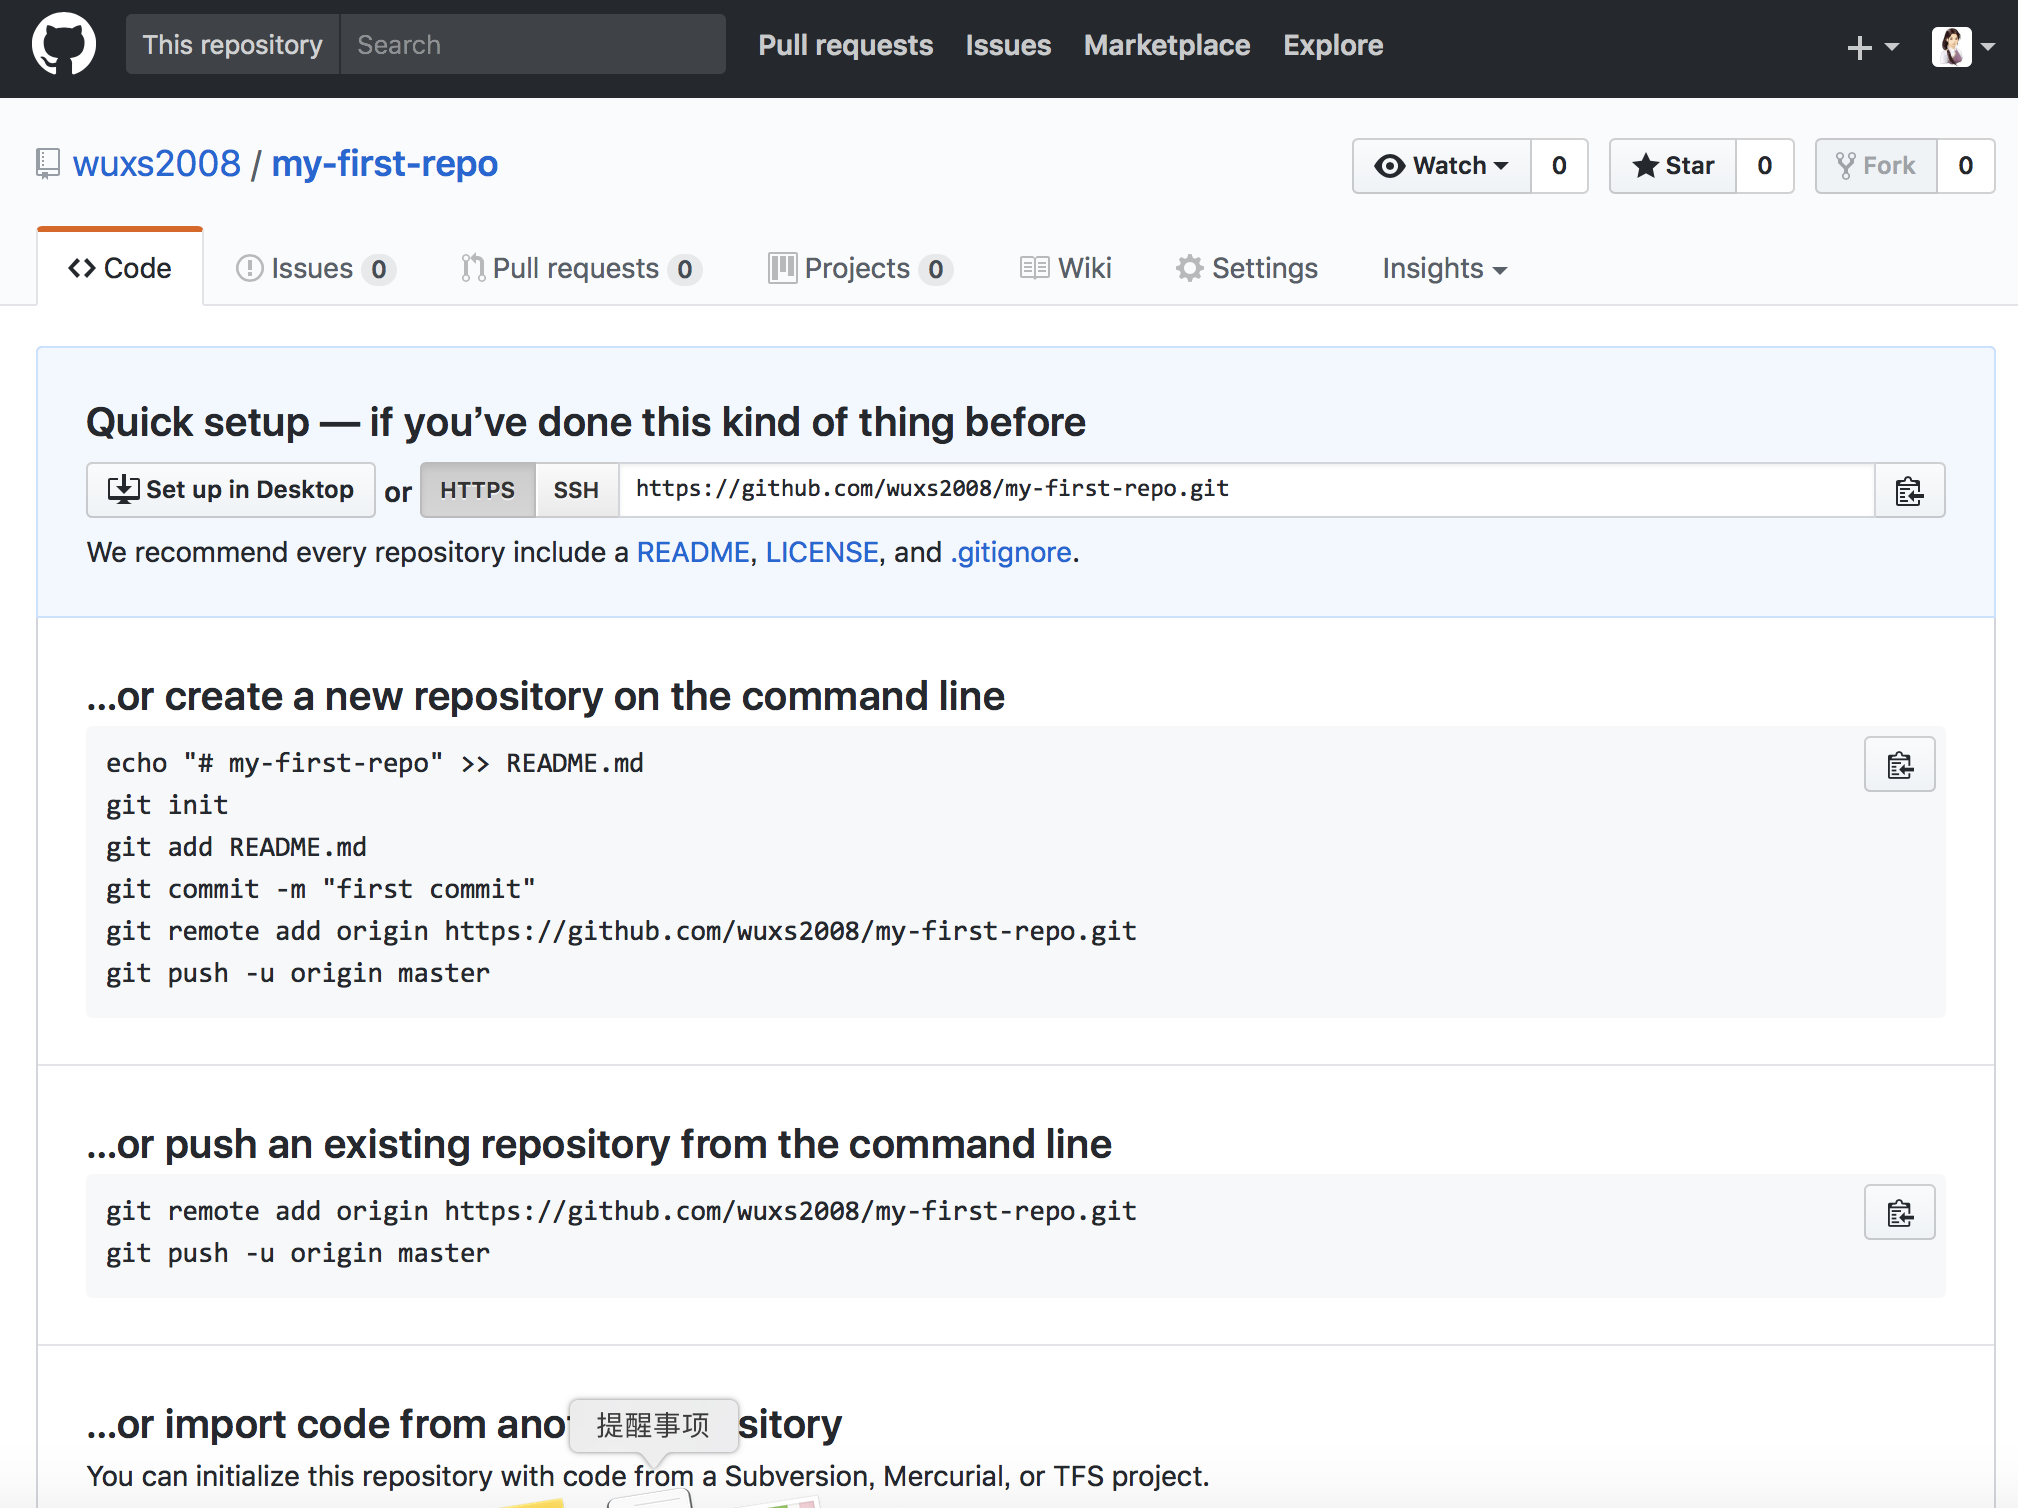 This repository Search Pull requests Issues Marketplace Explore
wuxs2008 / my-first-repo Watch 0 Star 0 Fork 0
Code Issues 0 Pull requests 0 Projects 0 Wiki Settings Insights
Quick setup — if you’ve done this kind of thing before
Set up in Desktop or HTTPS SSH https://github.com/wuxs2008/my-first-repo.git
We recommend every repository include a README, LICENSE, and .gitignore.
…or create a new repository on the command line
echo "# my-first-repo" >> README.md
git init
git add README.md
git commit -m "first commit"
git remote add origin https://github.com/wuxs2008/my-first-repo.git
git push -u origin master
…or push an existing repository from the command line
git remote add origin https://github.com/wuxs2008/my-first-repo.git
git push -u origin master
…or import code from ano 提醒事项 sitory
You can initialize this repository with code from a Subversion, Mercurial, or TFS project.